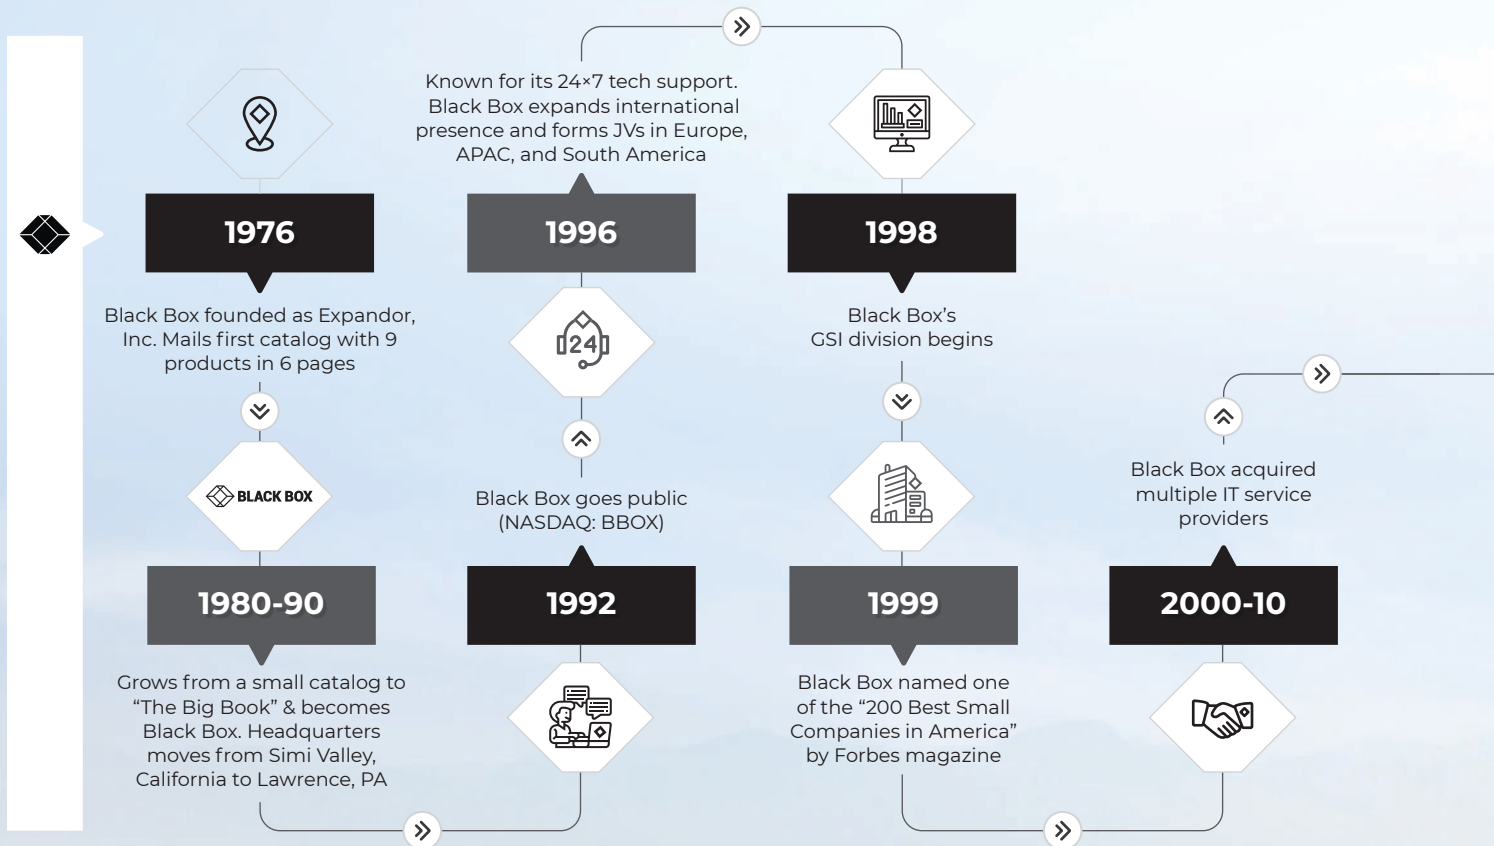 1976
Black Box founded as Expandor,
Inc. Mails first catalog with 9
products in 6 pages
BLACK BOX
1980-90
Grows from a small catalog to
“The Big Book” & becomes
Black Box. Headquarters
moves from Simi Valley,
California to Lawrence, PA
1992
Black Box goes public
(NASDAQ: BBOX)
24
1996
Known for its 24×7 tech support.
Black Box expands international
presence and forms JVs in Europe,
APAC, and South America
1998
Black Box’s
GSI division begins
1999
Black Box named one
of the “200 Best Small
Companies in America”
by Forbes magazine
2000-10
Black Box acquired
multiple IT service
providers